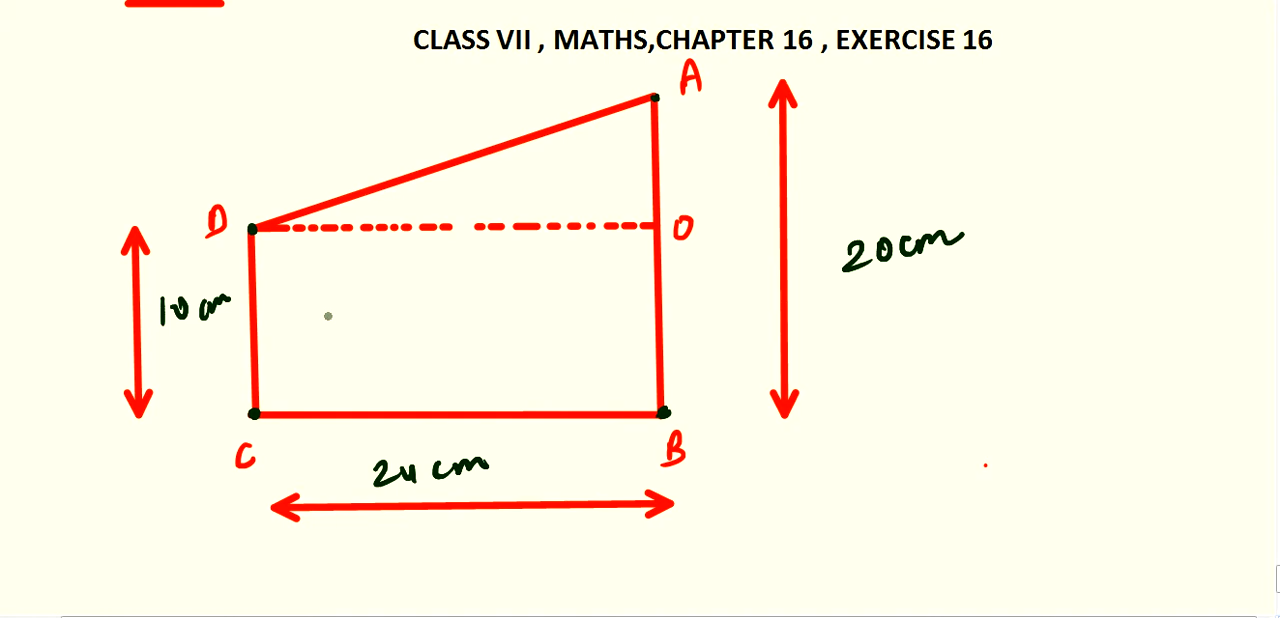 CLASS VII , MATHS,CHAPTER 16 , EXERCISE 16
A
D
O
20cm
10 cm
C
B
24 cm